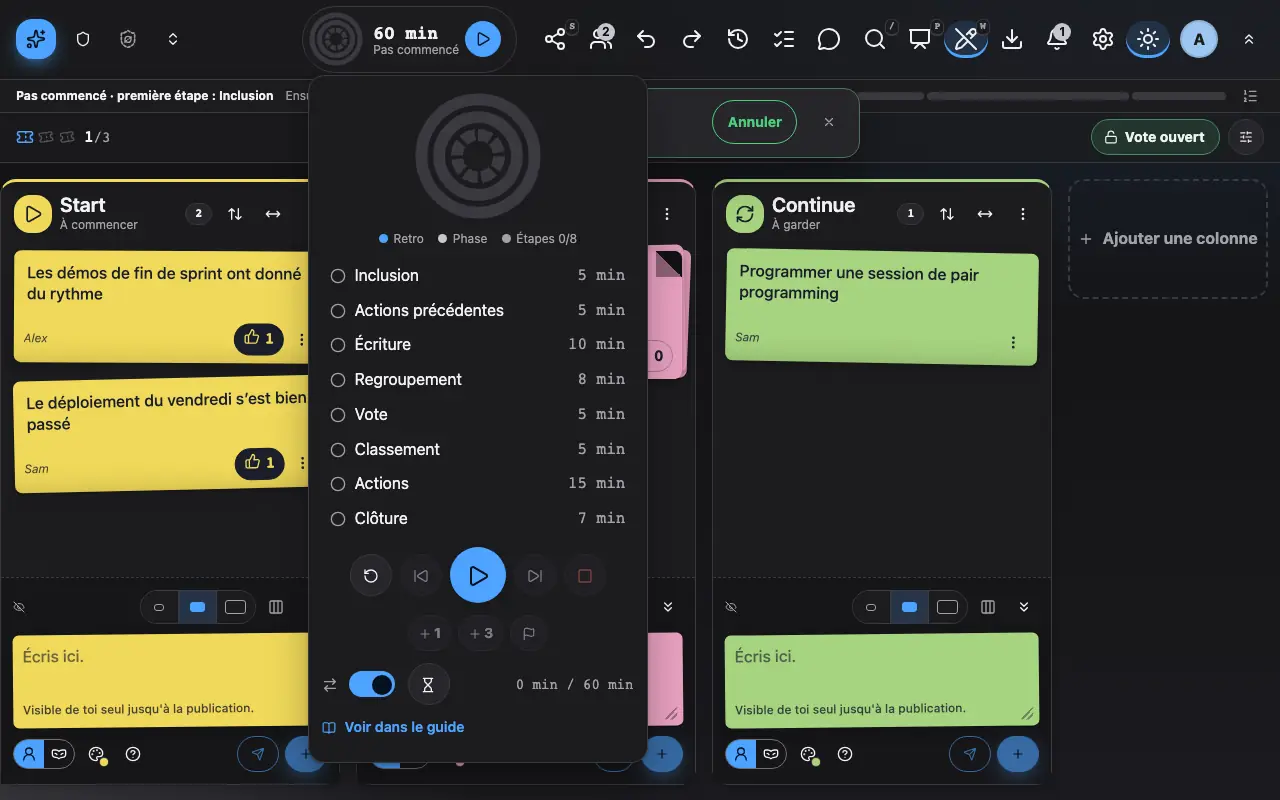 60 min
Pas commencé
S
2
/
P
W
1
A
Pas commencé · première étape : Inclusion
1/3
Annuler
Vote ouvert
Start
À commencer
2
Les démos de fin de sprint ont donné
du rythme
Alex
1
Le déploiement du vendredi s’est bien
passé
Sam
1
Retro
Phase
Étapes 0/8
Inclusion 5 min
Actions précédentes 5 min
Écriture 10 min
Regroupement 8 min
Vote 5 min
Classement 5 min
Actions 15 min
Clôture 7 min
+ 1
+ 3
0 min / 60 min
Voir dans le guide
0
Continue
À garder
1
Programmer une session de pair
programming
Sam
+ Ajouter une colonne
Écris ici.
Visible de toi seul jusqu'à la publication.
Écris ici.
Visible de toi seul jusqu'à la publication.